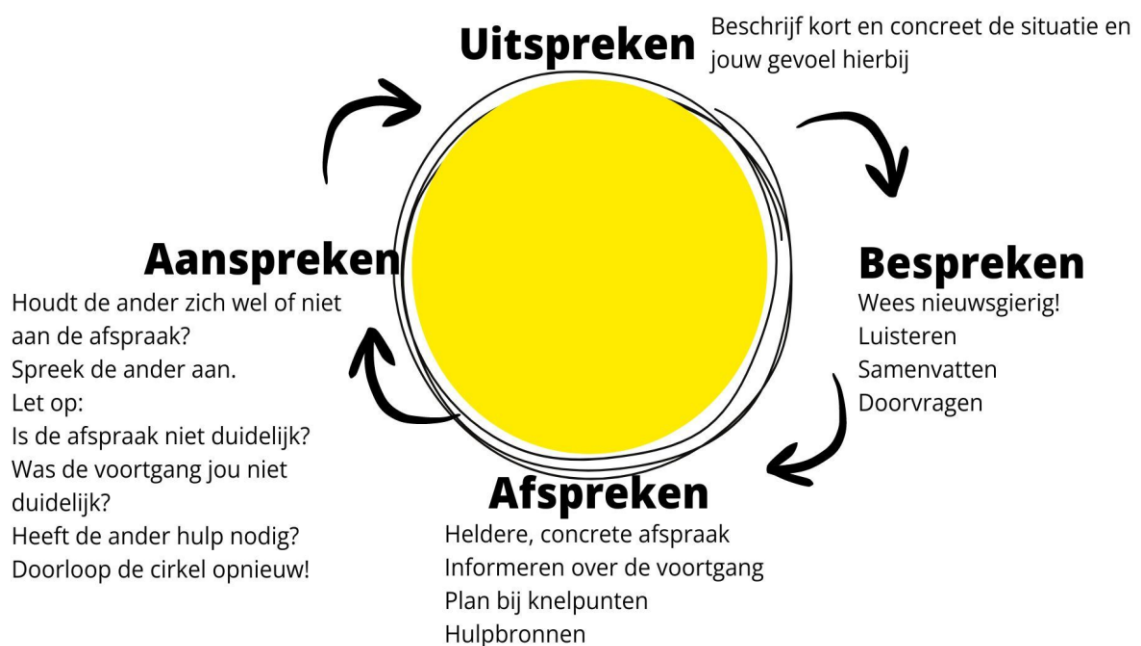 Uitspreken
Beschrijf kort en concreet de situatie en
jouw gevoel hierbij
Bespreken
Wees nieuwsgierig!
Luisteren
Samenvatten
Doorvragen
Afspreken
Heldere, concrete afspraak
Informeren over de voortgang
Plan bij knelpunten
Hulpbronnen
Aanspreken
Houdt de ander zich wel of niet
aan de afspraak?
Spreek de ander aan.
Let op:
Is de afspraak niet duidelijk?
Was de voortgang jou niet
duidelijk?
Heeft de ander hulp nodig?
Doorloop de cirkel opnieuw!